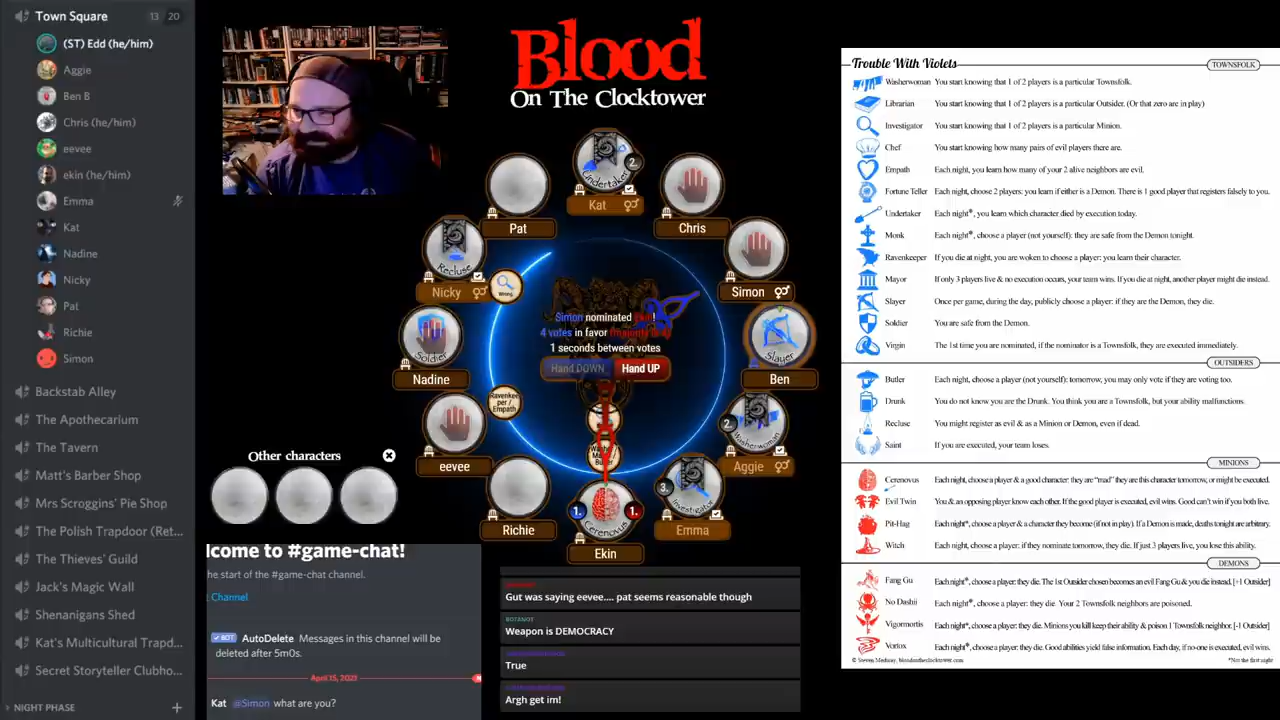 Town Square
13
20
(ST) Edd (he/him)
Aggie
Ben B
Chris (he/him)
eevee
ekin (he/him)
Emma
Kat
Nadine
Nicky
Pat
Richie
Simon
Backstab Alley
The Apothecarium
The Tavern
Matt's Barber Shop
Mrs Scraggins' Pie Shop
The Thieves' Guild
Jack's
Shenanigans Shed
Kat's Metaphorical Trapd...
NIGHT PHASE
Blood
On The Clocktower
Pat
Undertaker
2.
Kat
Chris
Simon
Slayer
Ben
2.
Washerwoman
Aggie
3.
Investigator
Emma
1.
Cerenovus
1.
Ekin
Richie
eevee
Ravenkee
per /
Empath
Soldier
Nadine
Recluse
Nicky
Wrong
Simon nominated Ekin!
4 votes in favor
1 seconds between votes
Hand DOWN
Hand UP
Other characters
lcome to #game-chat!
he start of the #game-chat channel.
Channel
BOT AutoDelete Messages in this channel will be
deleted after 5m0s.
April 15, 2021
Kat @Simon what are you?
Gut was saying eevee.... pat seems reasonable though
Weapon is DEMOCRACY
True
Argh get im!
Trouble With Violets
TOWNSFOLK
Washerwoman You start knowing that 1 of 2 players is a particular Townsfolk.
Librarian You start knowing that 1 of 2 players is a particular Outsider. (Or that zero are in play)
Investigator You start knowing that 1 of 2 players is a particular Minion.
Chef You start knowing how many pairs of evil players there are.
Empath Each night, you learn how many of your 2 alive neighbors are evil.
Fortune Teller Each night, choose 2 players: you learn if either is a Demon. There is 1 good player that registers falsely to you.
Undertaker Each night*, you learn which character died by execution today.
Monk Each night*, choose a player (not yourself): they are safe from the Demon tonight.
Ravenkeeper If you die at night, you are woken to choose a player: you learn their character.
Mayor If only 3 players live & no execution occurs, your team wins. If you die at night, another player might die instead.
Slayer Once per game, during the day, publicly choose a player: if they are the Demon, they die.
Soldier You are safe from the Demon.
Virgin The 1st time you are nominated, if the nominator is a Townsfolk, they are executed immediately.
OUTSIDERS
Butler Each night, choose a player (not yourself): tomorrow, you may only vote if they are voting too.
Drunk You do not know you are the Drunk. You think you are a Townsfolk, but your ability malfunctions.
Recluse You might register as evil & as a Minion or Demon, even if dead.
Saint If you are executed, your team loses.
MINIONS
Cerenovus Each night, choose a player & a good character: they are "mad" they are this character tomorrow, or might be executed.
Evil Twin You & an opposing player know each other. If the good player is executed, evil wins. Good can't win if you both live.
Pit-Hag Each night*, choose a player & a character they become (if not in play). If a Demon is made, deaths tonight are arbitrary.
Witch Each night, choose a player: if they nominate tomorrow, they die. If just 3 players live, you lose this ability.
DEMONS
Fang Gu Each night*, choose a player: they die. The 1st Outsider chosen becomes an evil Fang Gu & you die instead. [+1 Outsider]
No Dashii Each night*, choose a player: they die. Your 2 Townsfolk neighbors are poisoned.
Vigormortis Each night*, choose a player: they die. Minions you kill keep their ability & poison 1 Townsfolk neighbor. [-1 Outsider]
Vortox Each night*, choose a player: they die. Good abilities yield false information. Each day, if no-one is executed, evil wins.
© Steven Medway, bloodontheclocktower.com
*Not the first night